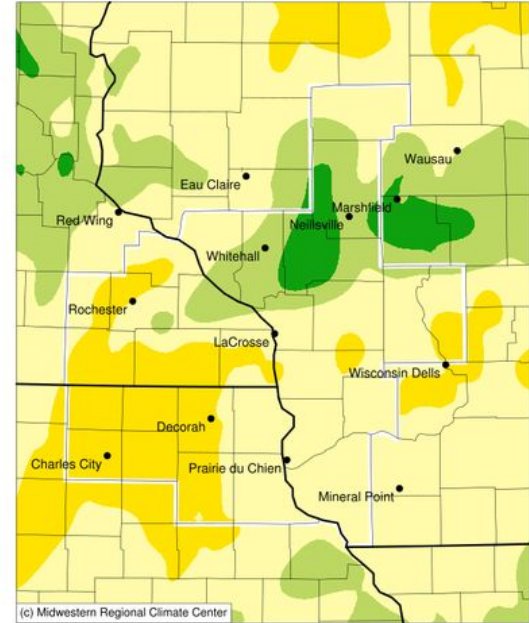 Wausau
Eau Claire
Marshfield
Red Wing
Neillsville
Whitehall
Rochester
LaCrosse
Wisconsin Dells
Decorah
Charles City
Prairie du Chien
Mineral Point
(c) Midwestern Regional Climate Center